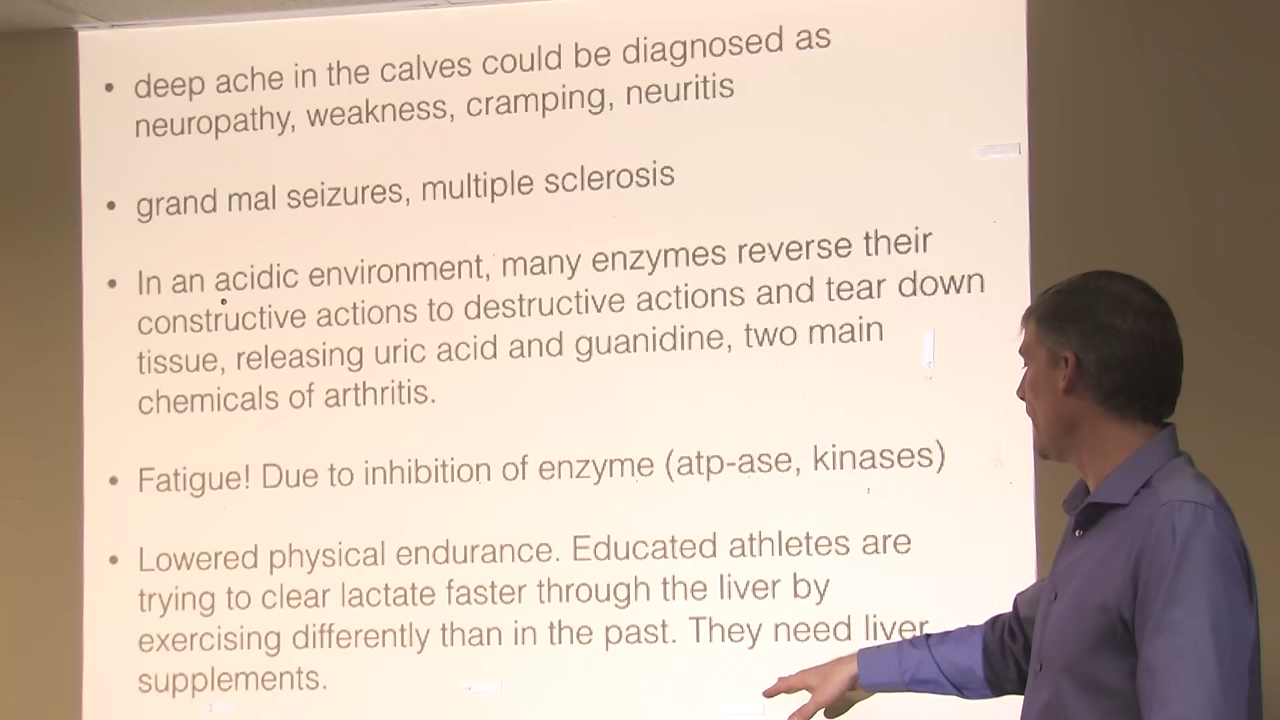 • deep ache in the calves could be diagnosed as
neuropathy, weakness, cramping, neuritis
• grand mal seizures, multiple sclerosis
• In an acidic environment, many enzymes reverse their
constructive actions to destructive actions and tear down
tissue, releasing uric acid and guanidine, two main
chemicals of arthritis.
• Fatigue! Due to inhibition of enzyme (atp-ase, kinases)
• Lowered physical endurance. Educated athletes are
trying to clear lactate faster through the liver by
exercising differently than in the past. They need liver
supplements.